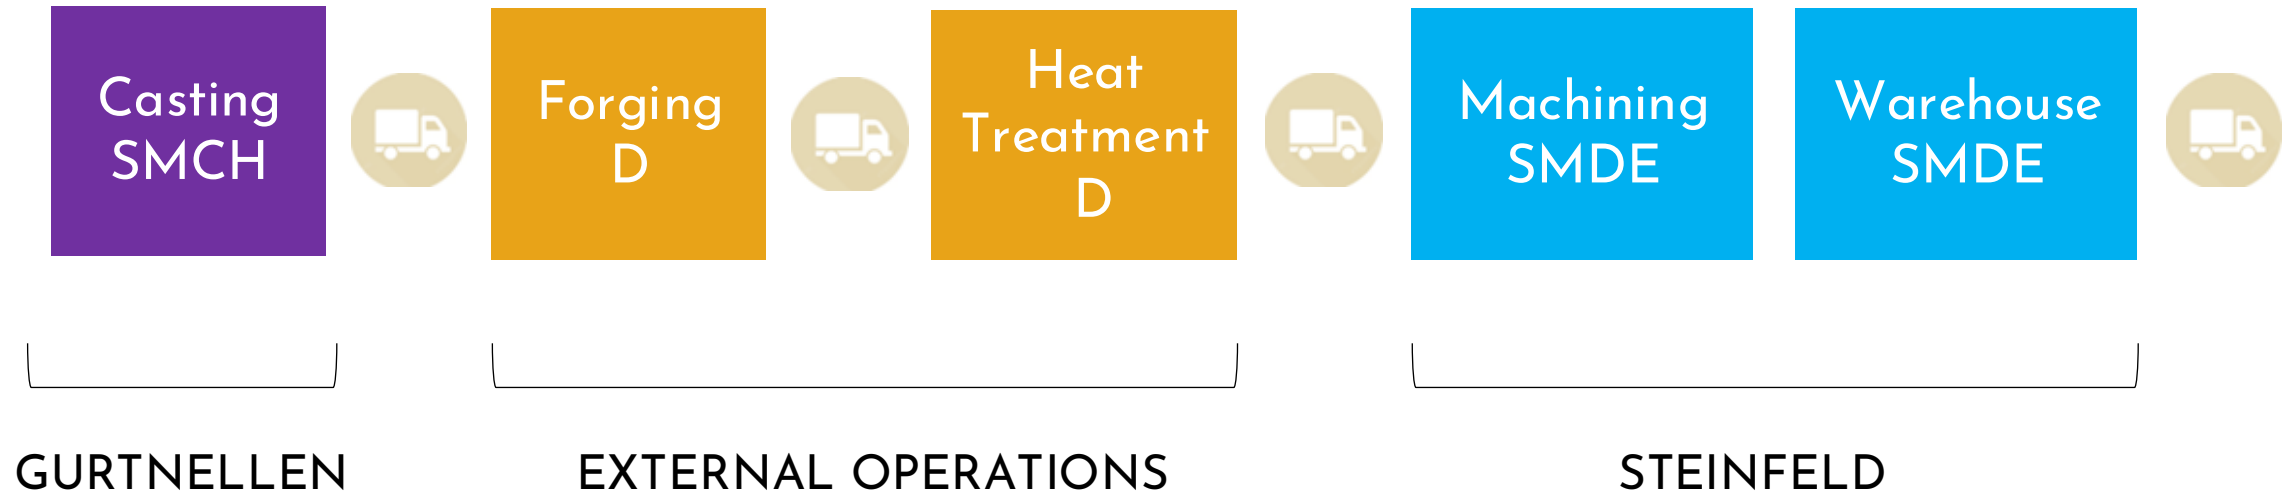 Casting
SMCH
Forging
D
Heat
Treatment
D
Machining
SMDE
Warehouse
SMDE
GURTNELLEN
EXTERNAL OPERATIONS
STEINFELD